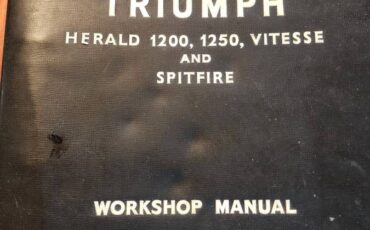 TRIUMPH
HERALD 1200, 1250, VITESSE
AND
SPITFIRE
WORKSHOP MANUAL